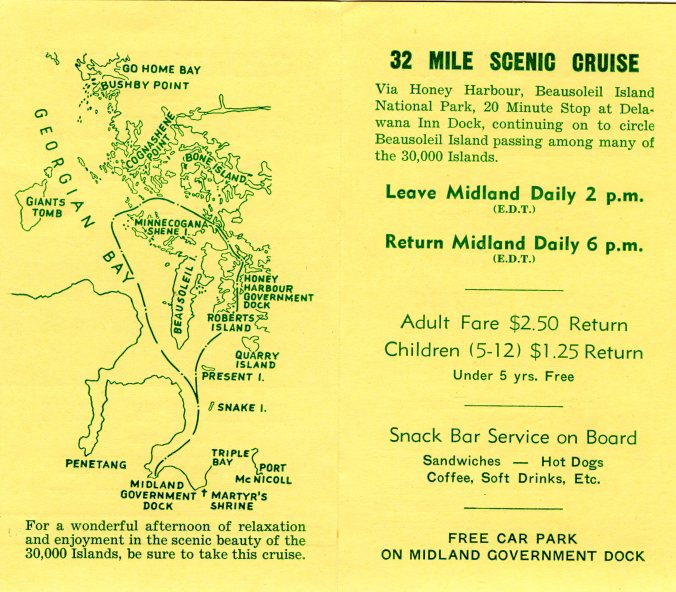 GO HOME BAY
BUSHBY POINT
GEORGIAN BAY
COGNASHENE
POINT
BONE ISLAND
GIANTS
TOMB
MINNECOGANA
SHENE I.
BEAUSOLEIL I.
HONEY
HARBOUR
GOVERNMENT
DOCK
ROBERTS
ISLAND
QUARRY
ISLAND
PRESENT I.
SNAKE I.
PENETANG
TRIPLE
BAY
PORT
McNICOLL
MIDLAND
GOVERNMENT
DOCK
MARTYR'S
SHRINE
For a wonderful afternoon of relaxation
and enjoyment in the scenic beauty of the
30,000 Islands, be sure to take this cruise.
32 MILE SCENIC CRUISE
Via Honey Harbour, Beausoleil Island
National Park, 20 Minute Stop at Dela-
wana Inn Dock, continuing on to circle
Beausoleil Island passing among many of
the 30,000 Islands.
Leave Midland Daily 2 p.m.
(E.D.T.)
Return Midland Daily 6 p.m.
(E.D.T.)
Adult Fare $2.50 Return
Children (5-12) $1.25 Return
Under 5 yrs. Free
Snack Bar Service on Board
Sandwiches — Hot Dogs
Coffee, Soft Drinks, Etc.
FREE CAR PARK
ON MIDLAND GOVERNMENT DOCK